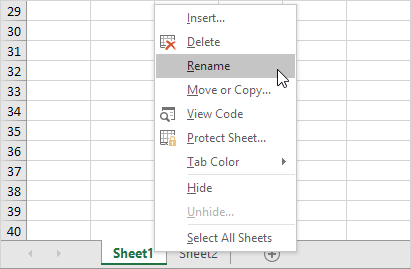 29
Insert...
30
Delete
31
Rename
32
33
Move or Copy...
34
View Code
35
Protect Sheet...
36
Tab Color
37
38
Hide
39
Unhide...
40
Select All Sheets
Sheet1 Sheet2